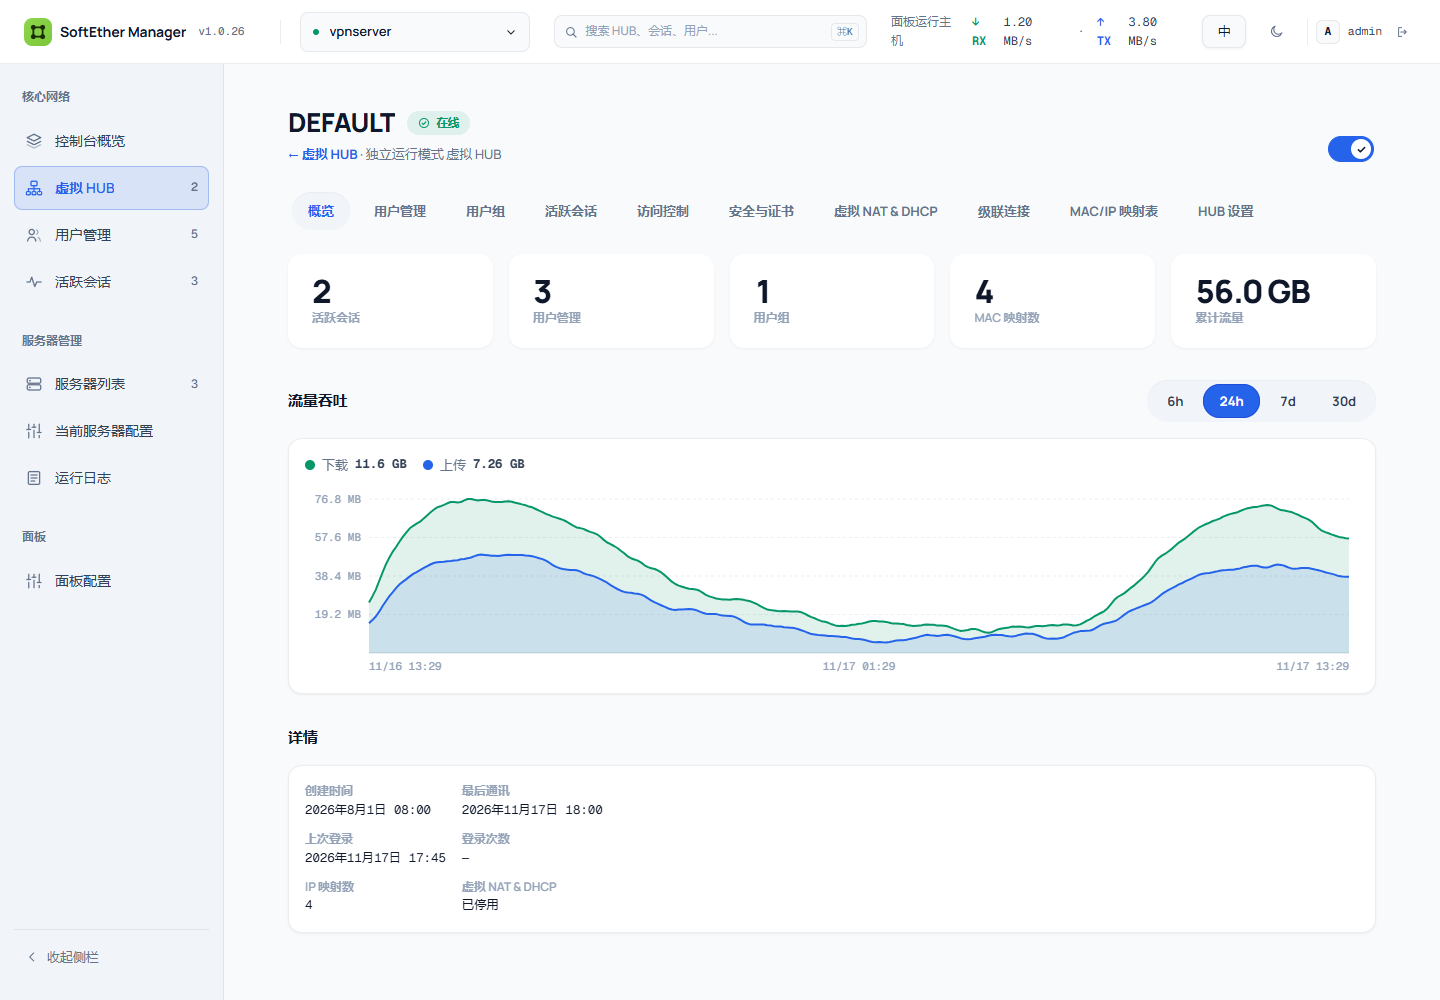 SoftEther Manager v1.0.26
vpnserver
搜索 HUB、会话、用户... ⌘K
面板运行主机
↓ RX 1.20 MB/s · ↑ TX 3.80 MB/s
中
A admin
核心网络
控制台概览
虚拟 HUB 2
用户管理 5
活跃会话 3
服务器管理
服务器列表 3
当前服务器配置
运行日志
面板
面板配置
收起侧栏
DEFAULT 在线
← 虚拟 HUB · 独立运行模式 虚拟 HUB
概览 用户管理 用户组 活跃会话 访问控制 安全与证书 虚拟 NAT & DHCP 级联连接 MAC/IP 映射表 HUB 设置
2 3 1 4 56.0 GB
活跃会话 用户管理 用户组 MAC 映射数 累计流量
流量吞吐 6h 24h 7d 30d
下载 11.6 GB 上传 7.26 GB
76.8 MB
57.6 MB
38.4 MB
19.2 MB
11/16 13:29 11/17 01:29 11/17 13:29
详情
创建时间 最后通讯
2026年8月1日 08:00 2026年11月17日 18:00
上次登录 登录次数
2026年11月17日 17:45 —
IP 映射数 虚拟 NAT & DHCP
4 已停用